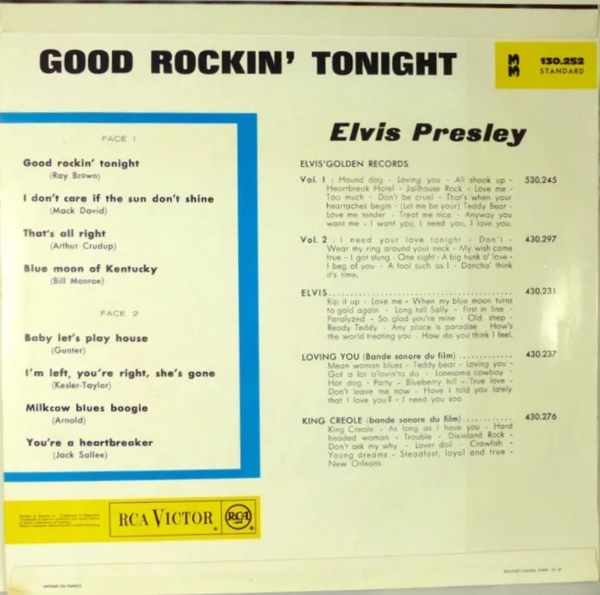 GOOD ROCKIN' TONIGHT
33
130.252
STANDARD
FACE 1
Good rockin' tonight
(Ray Brown)
I don't care if the sun don't shine
(Mack David)
That's all right
(Arthur Crudup)
Blue moon of Kentucky
(Bill Monroe)
FACE 2
Baby let's play house
(Gunter)
I'm left, you're right, she's gone
(Kesler-Taylor)
Milkcow blues boogie
(Arnold)
You're a heartbreaker
(Jack Sallee)
Elvis Presley
ELVIS'GOLDEN RECORDS
Vol. 1 : Hound dog - Loving you - All shook up - 530.245
Heartbreak Hotel - Jailhouse Rock - Love me -
Too much - Don't be cruel - That's when your
heartaches begin - (Let me be your) Teddy Bear -
Love me tender - Treat me nice - Anyway you
want me - I want you, I need you, I love you.
Vol. 2 : I need your love tonight - Don't - 430.297
Wear my ring around your neck - My wish came
true - I got stung - One night - A big hunk o' love -
I beg of you - A fool such as I - Doncha' think
it's time.
ELVIS............................................ 430.231
Rip it up - Love me - When my blue moon turns
to gold again - Long tall Sally - First in line -
Paralyzed - So glad you're mine - Old shep -
Ready Teddy - Any place is paradise - How's
the world treating you - How do you think I feel.
LOVING YOU (Bande sonore du film)............ 430.237
Mean woman blues - Teddy bear - Loving you -
Got a lot o'lovin'to do - Lonesome cowboy -
Hot dog - Party - Blueberry hill - True love -
Don't leave me now - Have I told you lately
that I love you? - I need you soo
KING CREOLE (bande sonore du film)............ 430.276
King Creole - As long as I have you - Hard
headed woman - Trouble - Dixieland Rock -
Don't ask my why - Lover doll - Crawfish -
Young dreams - Steadfast, loyal and true -
New Orleans
RCA VICTOR
RCA
IMPRIMÉ EN FRANCE